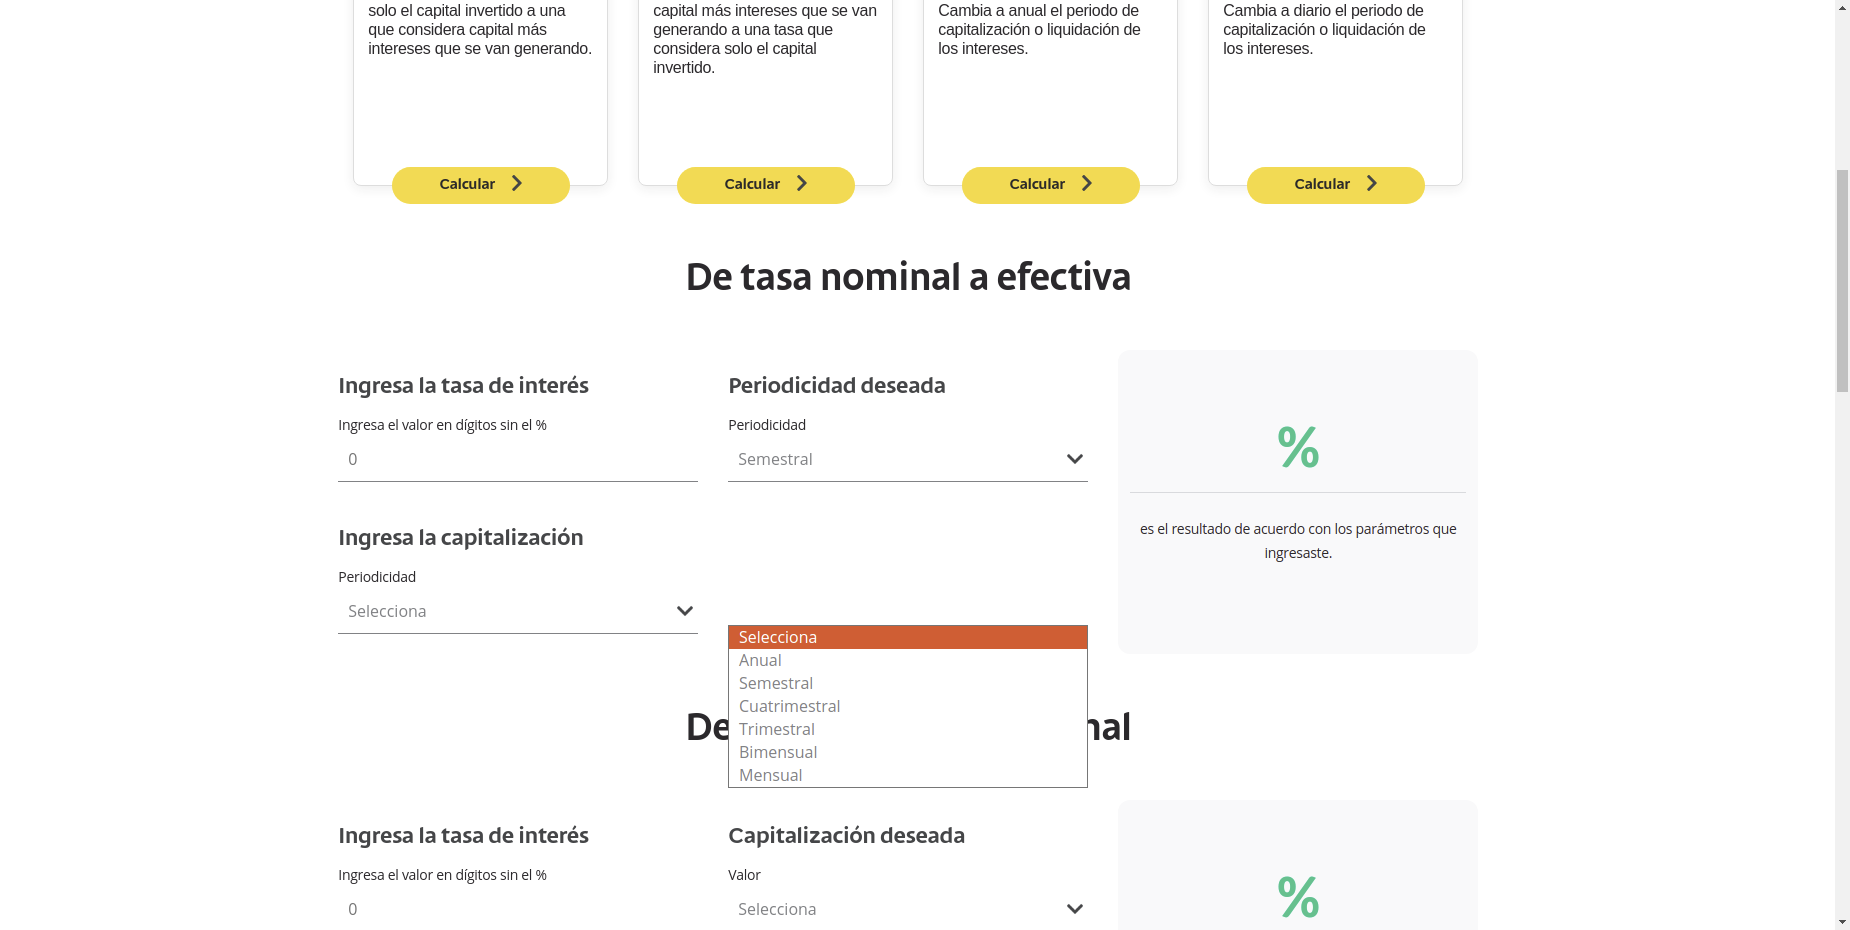 solo el capital invertido a una
que considera capital más
intereses que se van generando.
capital más intereses que se van
generando a una tasa que
considera solo el capital
invertido.
Cambia a anual el periodo de
capitalización o liquidación de
los intereses.
Cambia a diario el periodo de
capitalización o liquidación de
los intereses.
Calcular
Calcular
Calcular
Calcular
De tasa nominal a efectiva
Ingresa la tasa de interés
Ingresa el valor en dígitos sin el %
0
Periodicidad deseada
Periodicidad
Semestral
%
es el resultado de acuerdo con los parámetros que
ingresaste.
Ingresa la capitalización
Periodicidad
Selecciona
Selecciona
Anual
Semestral
Cuatrimestral
Trimestral
Bimensual
Mensual
De
nal
Ingresa la tasa de interés
Ingresa el valor en dígitos sin el %
0
Capitalización deseada
Valor
Selecciona
%